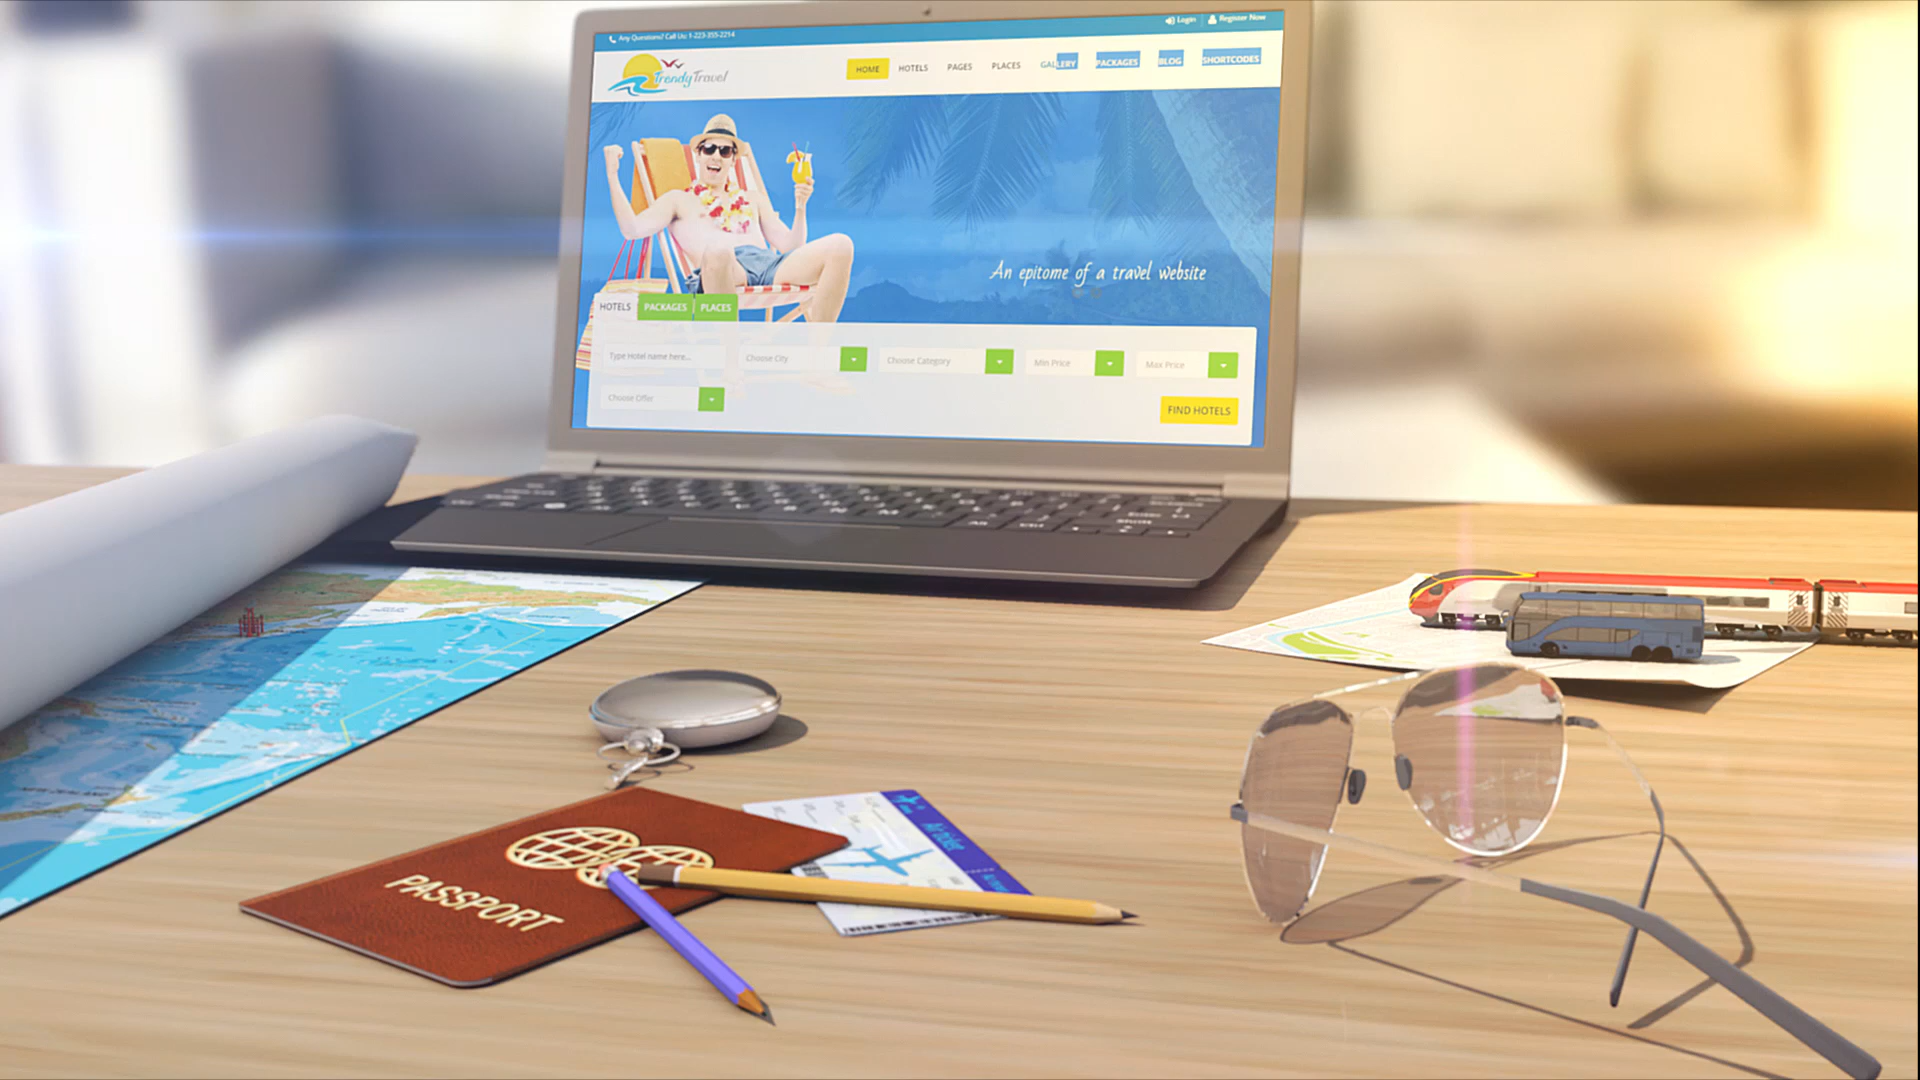 Any Questions? Call Us: 1-223-355-2214
Login
Register Now
TrendyTravel
HOME HOTELS PAGES PLACES GALLERY PACKAGES BLOG SHORTCODES
An epitome of a travel website
HOTELS PACKAGES PLACES
Type Hotel name here...
Choose City
Choose Category
Min Price
Max Price
Choose Offer
FIND HOTELS
PASSPORT
Air ticket